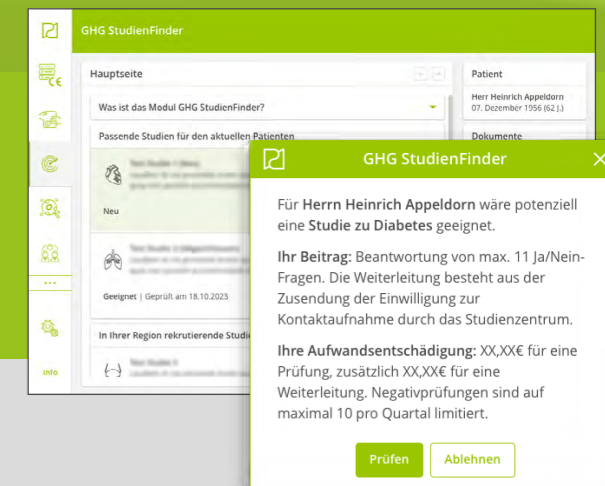 GHG StudienFinder
Hauptseite
Was ist das Modul GHG StudienFinder?
Passende Studien für den aktuellen Patienten
Neu
Geeignet | Geprüft am 18.10.2023
In Ihrer Region rekrutierende
Patient
Herr Heinrich Appeldorn
07. Dezember 1956 (62 J.)
Dokumente
CE
Info
GHG StudienFinder
Für Herrn Heinrich Appeldorn wäre potenziell
eine Studie zu Diabetes geeignet.
Ihr Beitrag: Beantwortung von max. 11 Ja/Nein-
Fragen. Die Weiterleitung besteht aus der
Zusendung der Einwilligung zur
Kontaktaufnahme durch das Studienzentrum.
Ihre Aufwandsentschädigung: XX,XX€ für eine
Prüfung, zusätzlich XX,XX€ für eine
Weiterleitung. Negativprüfungen sind auf
maximal 10 pro Quartal limitiert.
Prüfen
Ablehnen